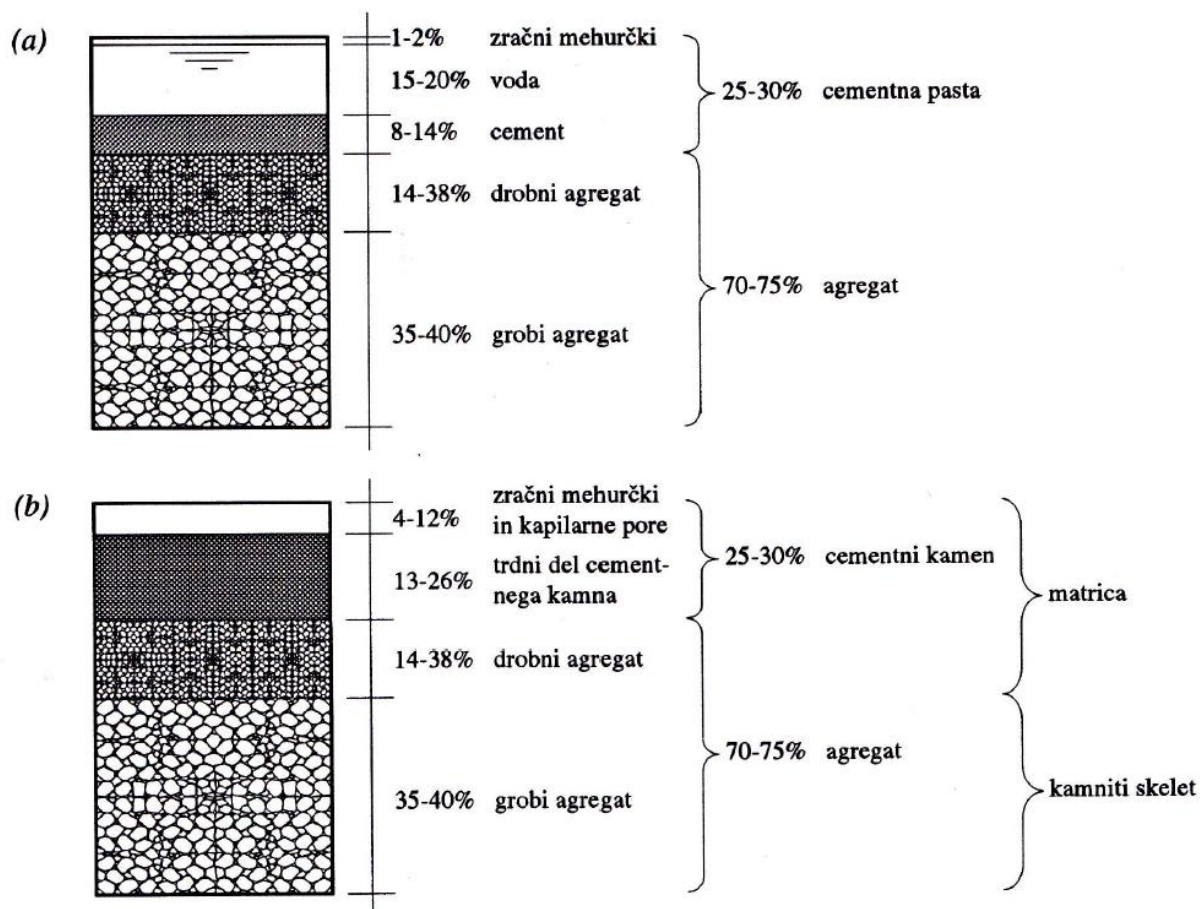 (a)
1-2% zračni mehurčki
15-20% voda
25-30% cementna pasta
8-14% cement
14-38% drobni agregat
70-75% agregat
35-40% grobi agregat
(b)
zračni mehurčki
4-12% in kapilarne pore
25-30% cementni kamen
13-26% trdni del cement-
nega kamna
matrica
14-38% drobni agregat
70-75% agregat
kamniti skelet
35-40% grobi agregat